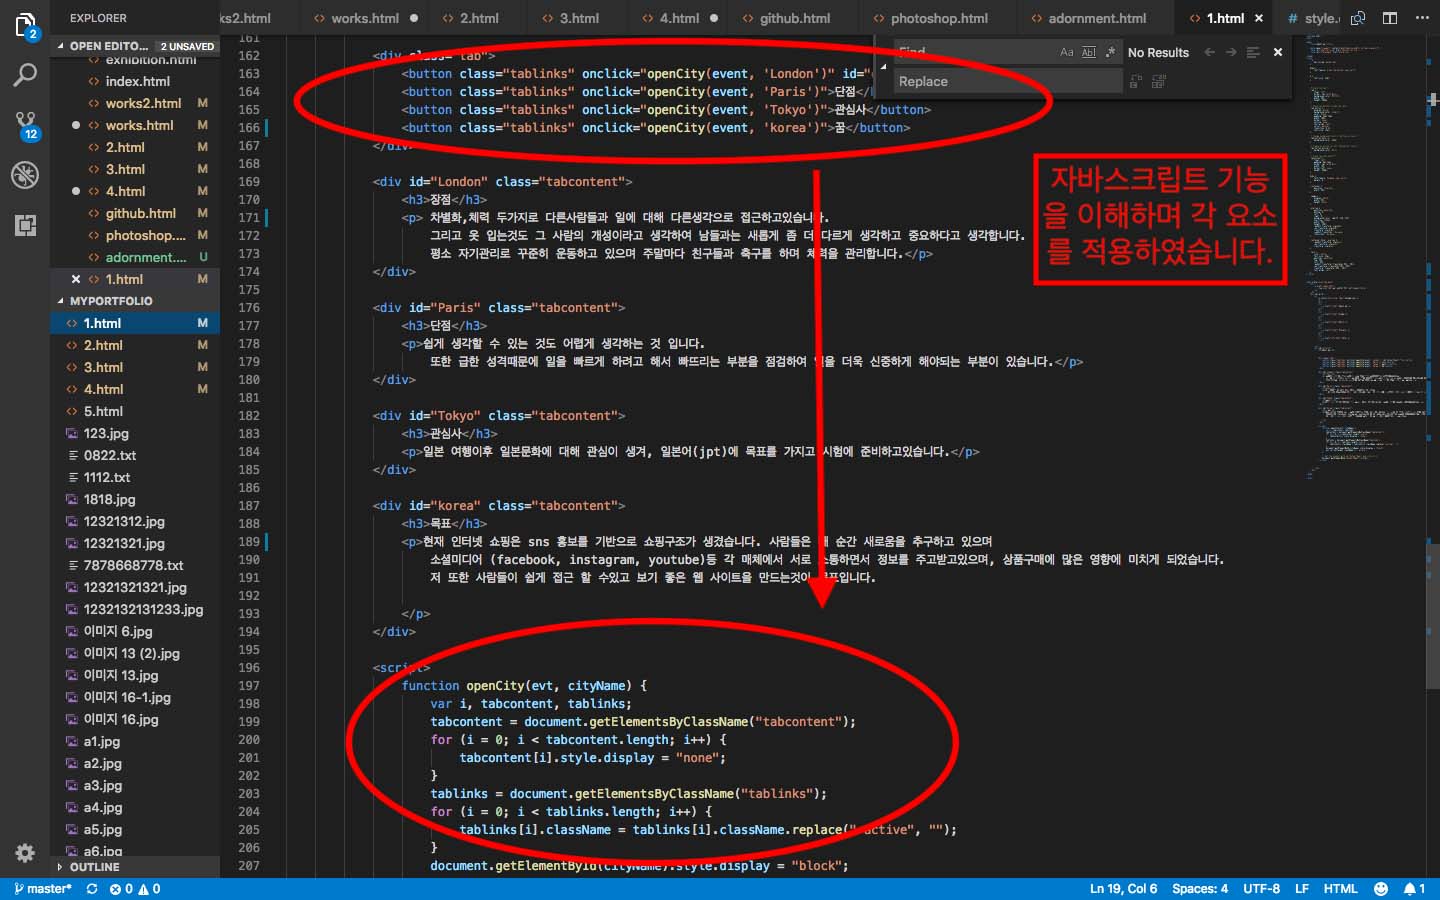 EXPLORER
ks2.html
works.html
2.html
3.html
4.html
github.html
photoshop.html
adornment.html
1.html
style.
OPEN EDITO... 2 UNSAVED
exhibition.html
index.html
works2.html M
works.html M
2.html M
3.html M
4.html M
github.html M
photoshop.... M
adornment.... U
1.html M
MYPORTFOLIO
1.html M
2.html M
3.html M
4.html M
5.html
123.jpg
0822.txt
1112.txt
1818.jpg
12321312.jpg
12321321.jpg
7878668778.txt
12321321321.jpg
1232132131233.jpg
이미지 6.jpg
이미지 13 (2).jpg
이미지 13.jpg
이미지 16-1.jpg
이미지 16.jpg
a1.jpg
a2.jpg
a3.jpg
a4.jpg
a5.jpg
a6.jpg
OUTLINE
2
12
Find
Aa Abl .* No Results
Replace
161
162 <div class="tab">
163 <button class="tablinks" onclick="openCity(event, 'London')" id="
164 <button class="tablinks" onclick="openCity(event, 'Paris')">단점</
165 <button class="tablinks" onclick="openCity(event, 'Tokyo')">관심사</button>
166 <button class="tablinks" onclick="openCity(event, 'korea')">꿈</button>
167 </div>
168
169 <div id="London" class="tabcontent">
170 <h3>장점</h3>
171 <p> 차별화,체력 두가지로 다른사람들과 일에 대해 다른생각으로 접근하고있습니다.
172 그리고 옷 입는것도 그 사람의 개성이라고 생각하여 남들과는 새롭게 좀 더 다르게 생각하고 중요하다고 생각합니다.
173 평소 자기관리로 꾸준히 운동하고 있으며 주말마다 친구들과 축구를 하며 체력을 관리합니다.</p>
174 </div>
175
176 <div id="Paris" class="tabcontent">
177 <h3>단점</h3>
178 <p>쉽게 생각할 수 있는 것도 어렵게 생각하는 것 입니다.
179 또한 급한 성격때문에 일을 빠르게 하려고 해서 빠뜨리는 부분을 점검하여 일을 더욱 신중하게 해야되는 부분이 있습니다.</p>
180 </div>
181
182 <div id="Tokyo" class="tabcontent">
183 <h3>관심사</h3>
184 <p>일본 여행이후 일본문화에 대해 관심이 생겨, 일본어(jpt)에 목표를 가지고 시험에 준비하고있습니다.</p>
185 </div>
186
187 <div id="korea" class="tabcontent">
188 <h3>목표</h3>
189 <p>현재 인터넷 쇼핑은 sns 홍보를 기반으로 쇼핑구조가 생겼습니다. 사람들은 매 순간 새로움을 추구하고 있으며
190 소셜미디어 (facebook, instagram, youtube)등 각 매체에서 서로 소통하면서 정보를 주고받고있으며, 상품구매에 많은 영향에 미치게 되었습니다.
191 저 또한 사람들이 쉽게 접근 할 수있고 보기 좋은 웹 사이트을 만드는것이 목표입니다.
192
193 </p>
194 </div>
195
196 <script>
197 function openCity(evt, cityName) {
198 var i, tabcontent, tablinks;
199 tabcontent = document.getElementsByClassName("tabcontent");
200 for (i = 0; i < tabcontent.length; i++) {
201 tabcontent[i].style.display = "none";
202 }
203 tablinks = document.getElementsByClassName("tablinks");
204 for (i = 0; i < tablinks.length; i++) {
205 tablinks[i].className = tablinks[i].className.replace(" active", "");
206 }
207 document.getElementById(cityName).style.display = "block";
자바스크립트 기능
을 이해하며 각 요소
를 적용하였습니다.
master* 0 0
Ln 19, Col 6 Spaces: 4 UTF-8 LF HTML 1